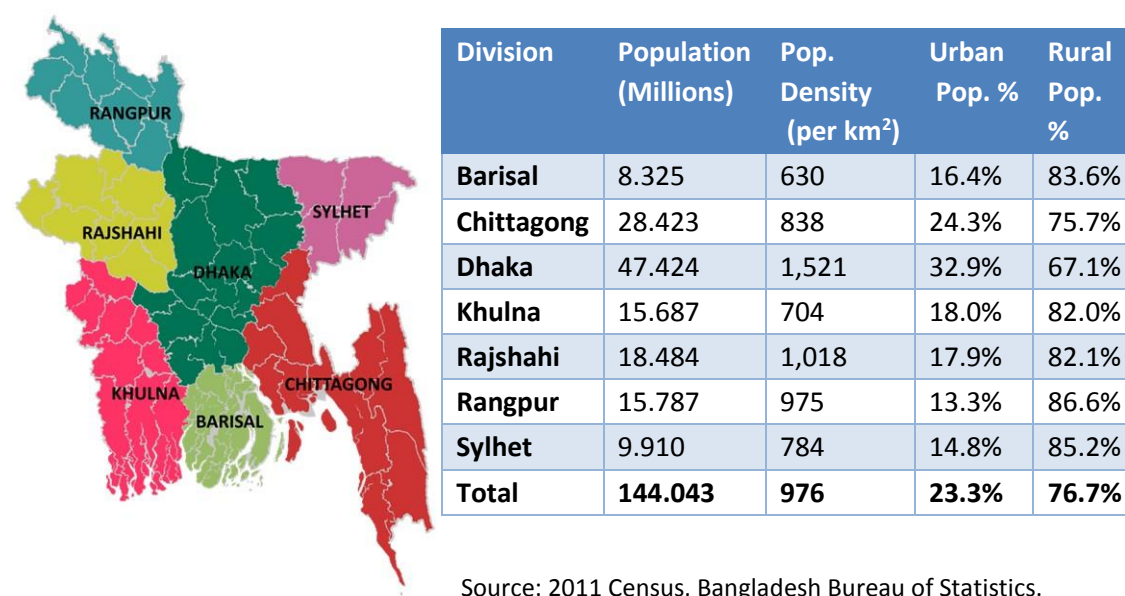 RANGPUR
RAJSHAHI
SYLHET
DHAKA
KHULNA
BARISAL
CHITTAGONG
Division Population (Millions) Pop. Density (per km²) Urban Pop. % Rural Pop. %
Barisal 8.325 630 16.4% 83.6%
Chittagong 28.423 838 24.3% 75.7%
Dhaka 47.424 1,521 32.9% 67.1%
Khulna 15.687 704 18.0% 82.0%
Rajshahi 18.484 1,018 17.9% 82.1%
Rangpur 15.787 975 13.3% 86.6%
Sylhet 9.910 784 14.8% 85.2%
Total 144.043 976 23.3% 76.7%
Source: 2011 Census, Bangladesh Bureau of Statistics.